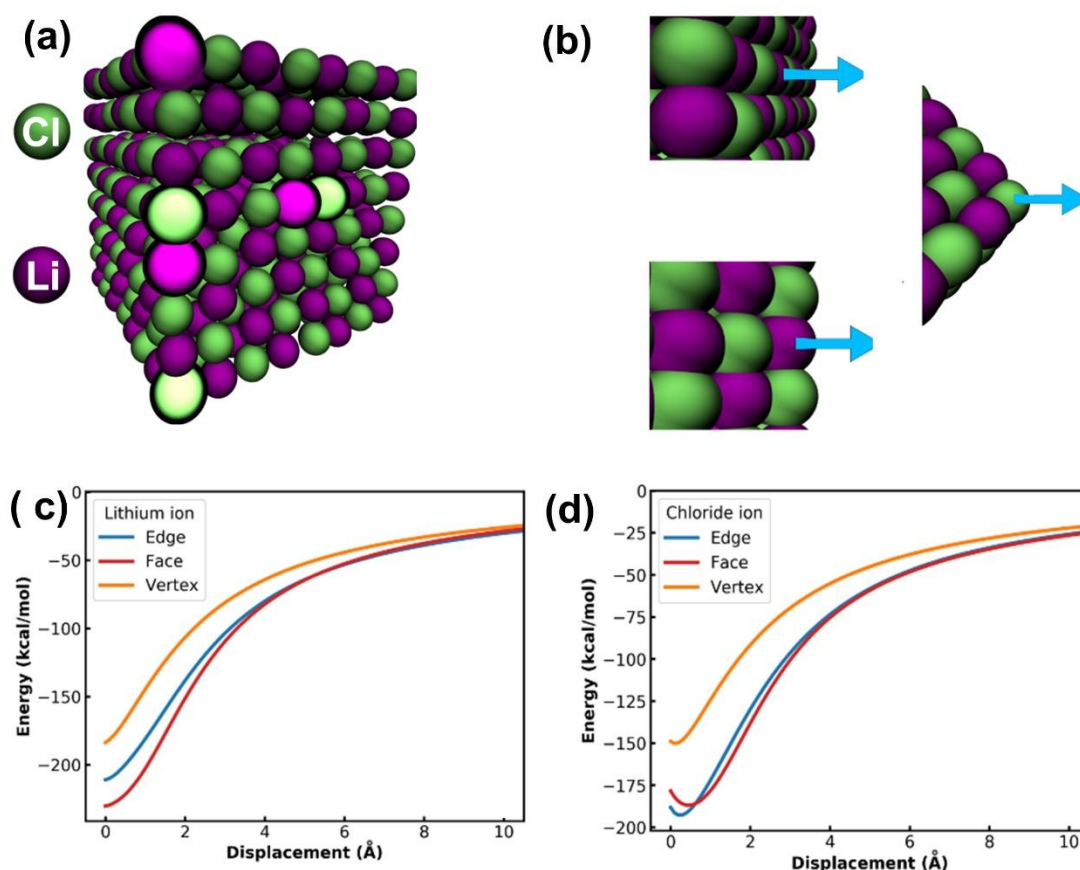 (a)
Cl
Li
(b)
( c)
0
−50
−100
−150
−200
Energy (kcal/mol)
Lithium ion
Edge
Face
Vertex
0 2 4 6 8 10
Displacement (Å)
(d)
0
−25
−50
−75
−100
−125
−150
−175
−200
Energy (kcal/mol)
Chloride ion
Edge
Face
Vertex
0 2 4 6 8 10
Displacement (Å)